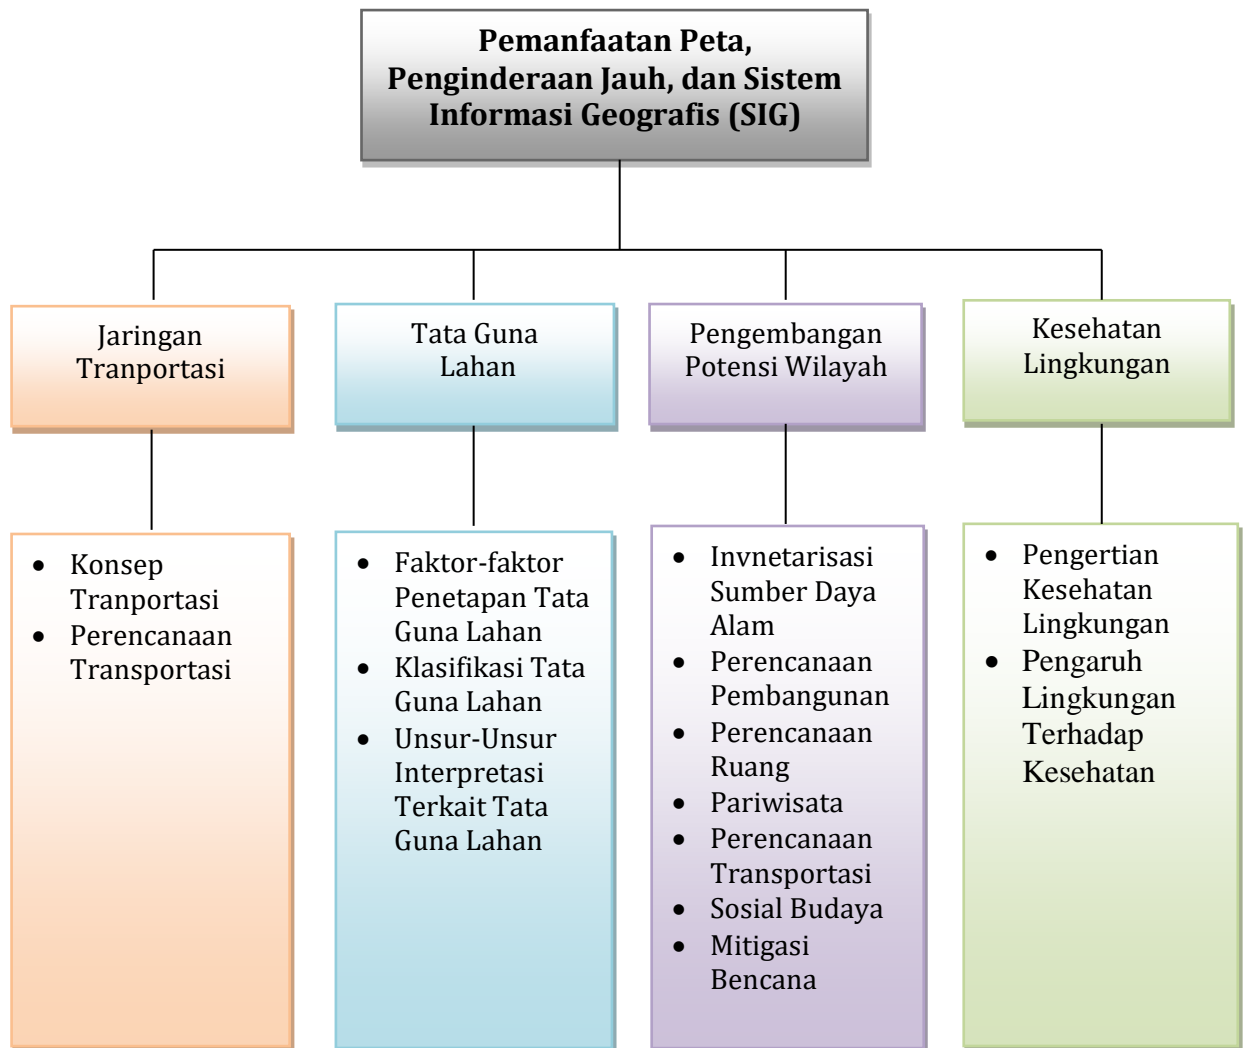 Pemanfaatan Peta,
Penginderaan Jauh, dan Sistem
Informasi Geografis (SIG)
Jaringan
Tranportasi
Tata Guna
Lahan
Pengembangan
Potensi Wilayah
Kesehatan
Lingkungan
• Konsep
Tranportasi
• Perencanaan
Transportasi
• Faktor-faktor
Penetapan Tata
Guna Lahan
• Klasifikasi Tata
Guna Lahan
• Unsur-Unsur
Interpretasi
Terkait Tata
Guna Lahan
• Invnetarisasi
Sumber Daya
Alam
• Perencanaan
Pembangunan
• Perencanaan
Ruang
• Pariwisata
• Perencanaan
Transportasi
• Sosial Budaya
• Mitigasi
Bencana
• Pengertian
Kesehatan
Lingkungan
• Pengaruh
Lingkungan
Terhadap
Kesehatan